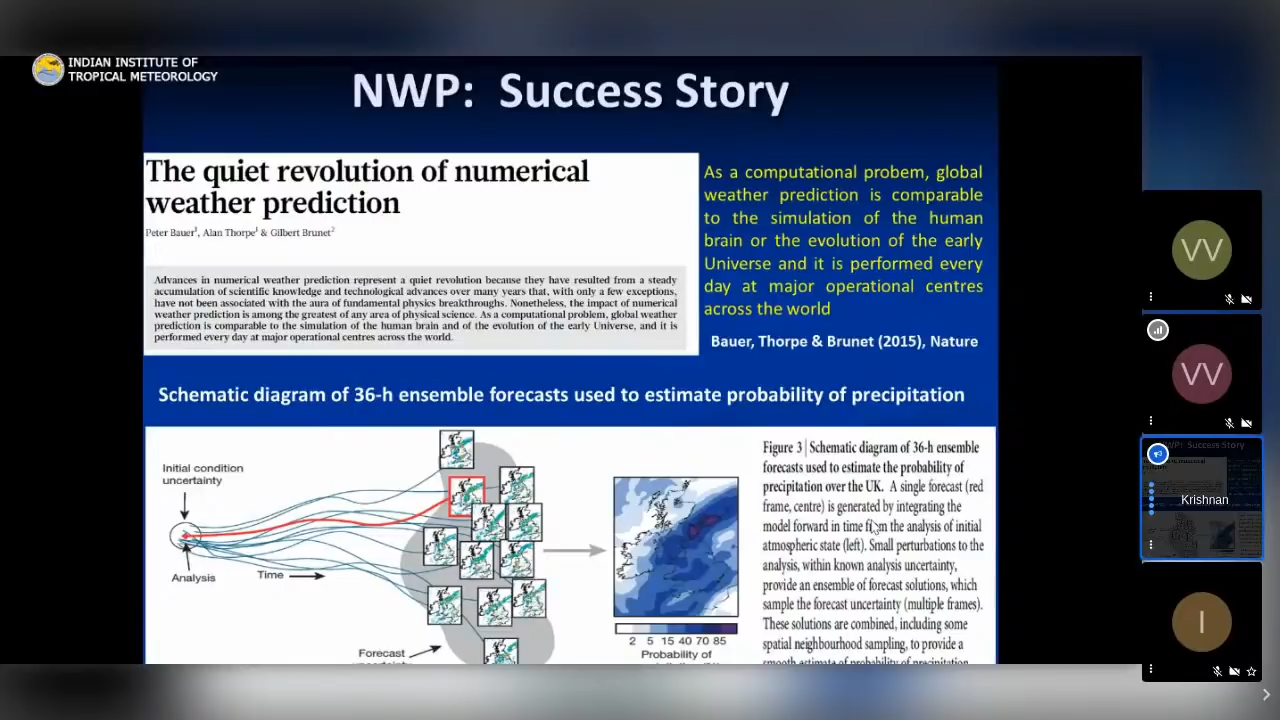 INDIAN INSTITUTE OF
TROPICAL METEOROLOGY
NWP: Success Story
The quiet revolution of numerical
weather prediction
Peter Bauer¹, Alan Thorpe¹ & Gilbert Brunet²
Advances in numerical weather prediction represent a quiet revolution because they have resulted from a steady
accumulation of scientific knowledge and technological advances over many years that, with only a few exceptions,
have not been associated with the aura of fundamental physics breakthroughs. Nonetheless, the impact of numerical
weather prediction is among the greatest of any area of physical science. As a computational problem, global weather
prediction is comparable to the simulation of the human brain and of the evolution of the early Universe, and it is
performed every day at major operational centres across the world.
As a computational probem, global
weather prediction is comparable
to the simulation of the human
brain or the evolution of the early
Universe and it is performed every
day at major operational centres
across the world
Bauer, Thorpe & Brunet (2015), Nature
Schematic diagram of 36-h ensemble forecasts used to estimate probability of precipitation
Initial condition
uncertainty
Analysis
Time
Forecast
2 5 15 40 70 85
Probability of
Figure 3 | Schematic diagram of 36-h ensemble
forecasts used to estimate the probability of
precipitation over the UK. A single forecast (red
frame, centre) is generated by integrating the
model forward in time from the analysis of initial
atmospheric state (left). Small perturbations to the
analysis, within known analysis uncertainty,
provide an ensemble of forecast solutions, which
sample the forecast uncertainty (multiple frames).
These solutions are combined, including some
spatial neighbourhood sampling, to provide a
smooth estimate of probability of precipitation
VV
VV
WP: Success Story
Krishnan
I